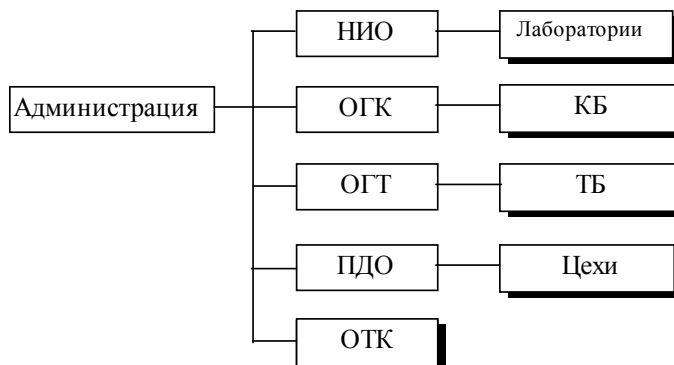 НИО
Лаборатории
Администрация
ОГК
КБ
ОГТ
ТБ
ПДО
Цехи
ОТК